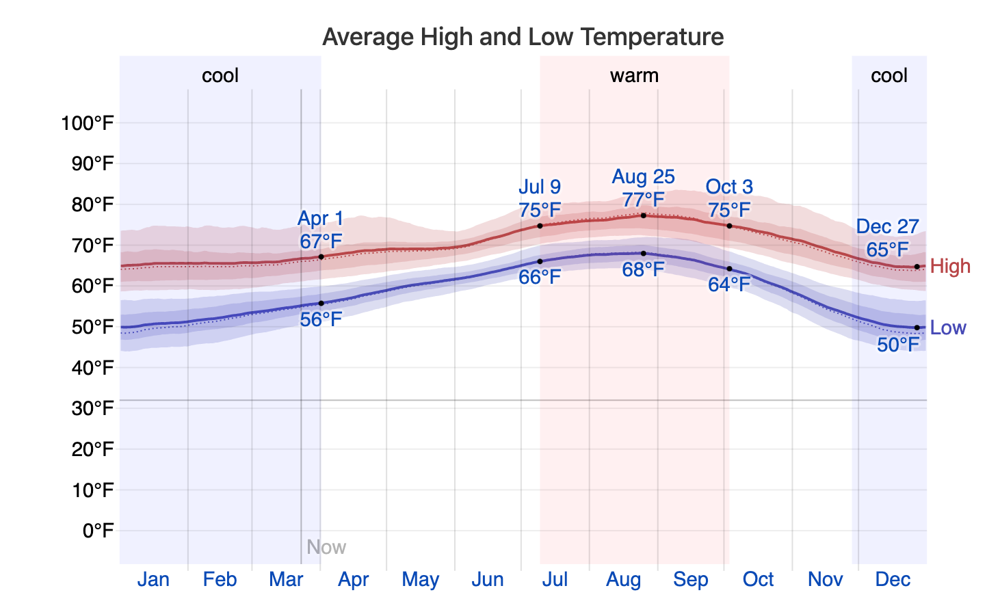 Average High and Low Temperature
cool
warm
cool
100°F
90°F
80°F
70°F
60°F
50°F
40°F
30°F
20°F
10°F
0°F
Apr 1
67°F
56°F
Jul 9
75°F
66°F
Aug 25
77°F
68°F
Oct 3
75°F
64°F
Dec 27
65°F
50°F
High
Low
Now
Jan Feb Mar Apr May Jun Jul Aug Sep Oct Nov Dec